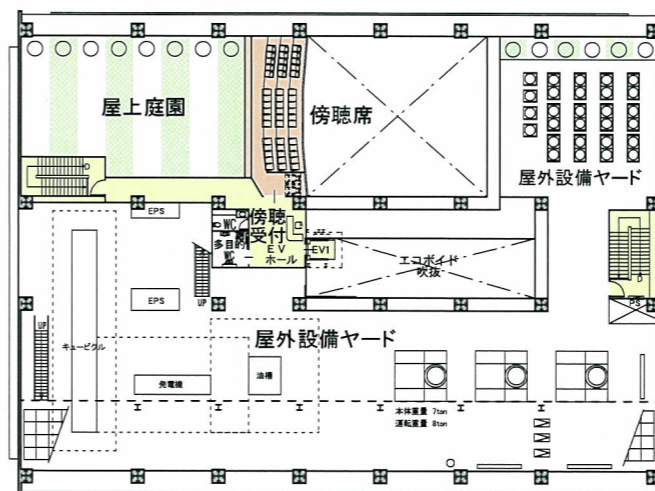 屋上庭園
傍聴席
屋外設備ヤード
EPS
WC
多目的
WC
傍聴
受付
EV
ホール
EV1
エコボイド
吹抜
PS
UP
EPS
UP
キュービクル
屋外設備ヤード
発電機
油槽
本体重量 7ton
運転重量 8ton